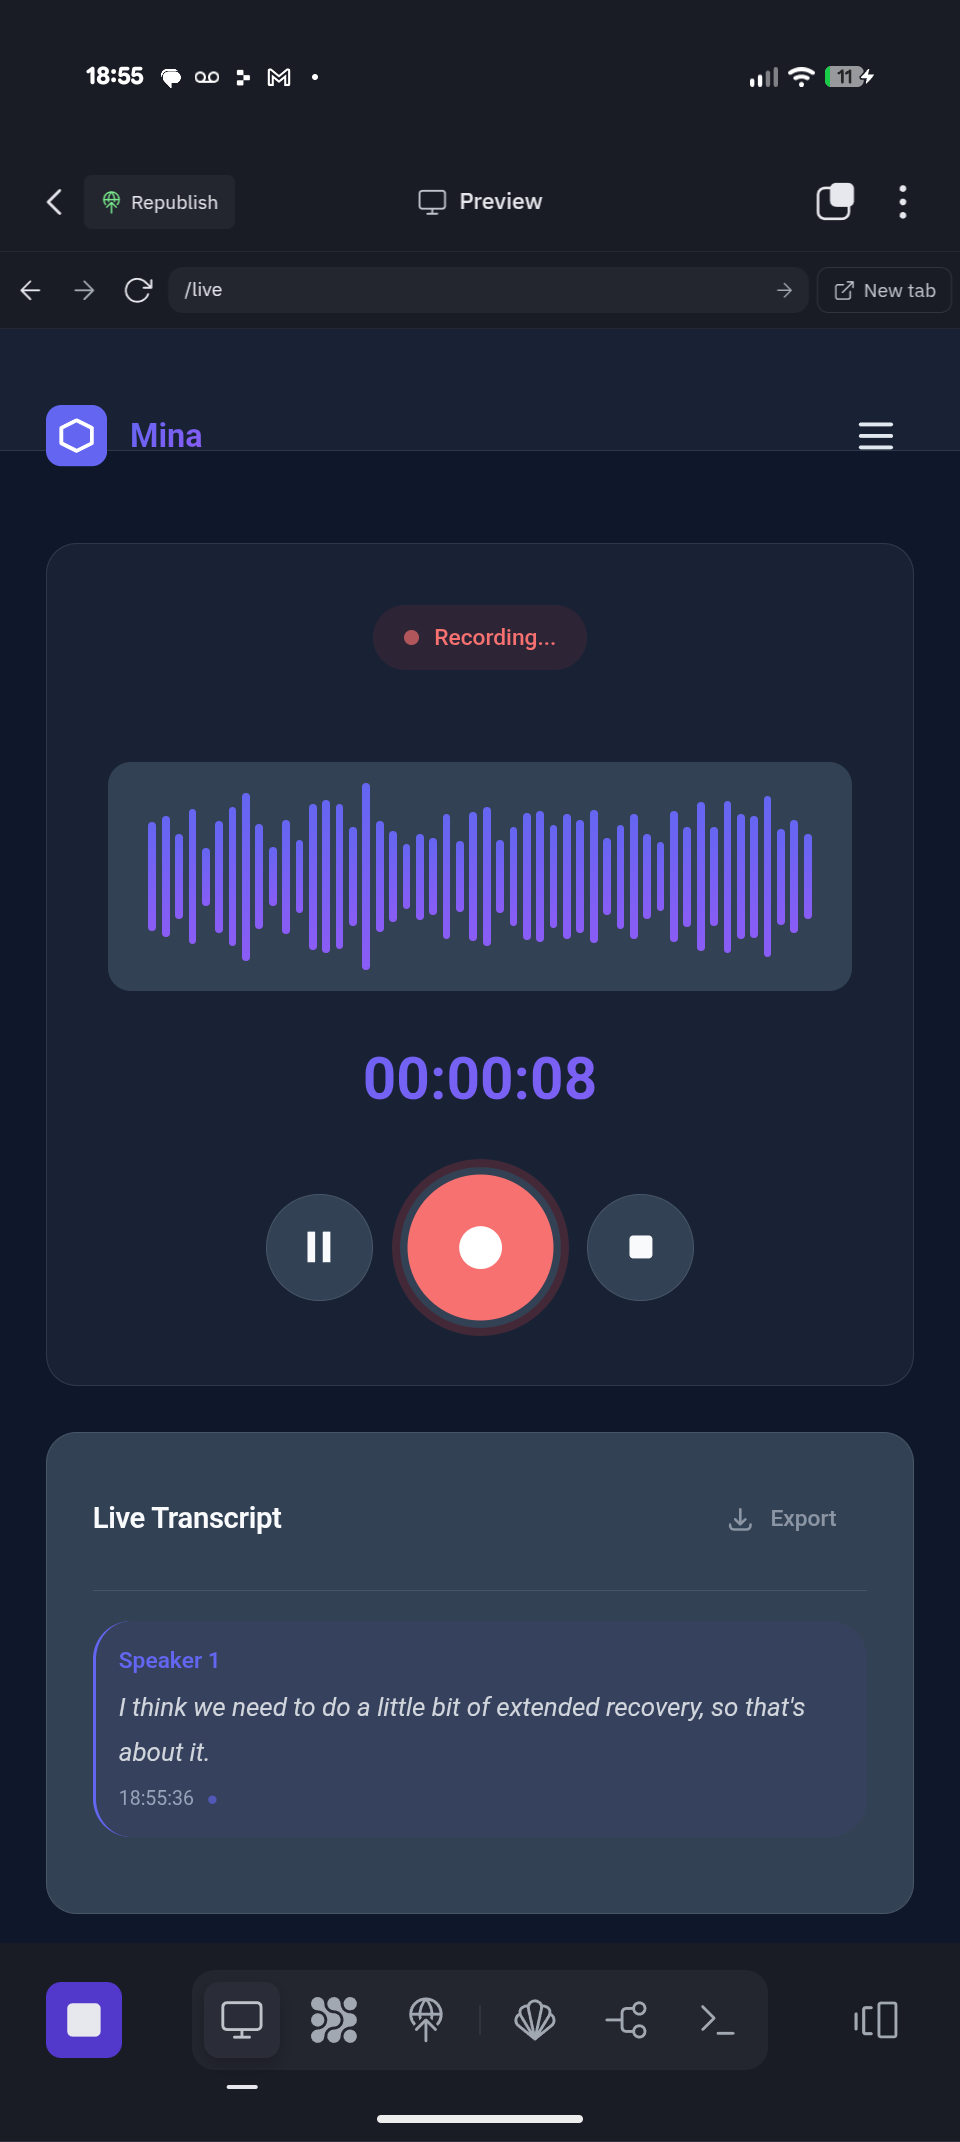 18:55
11
Republish
Preview
/live
New tab
Mina
Recording...
00:00:08
Live Transcript
Export
Speaker 1
I think we need to do a little bit of extended recovery, so that's
about it.
18:55:36